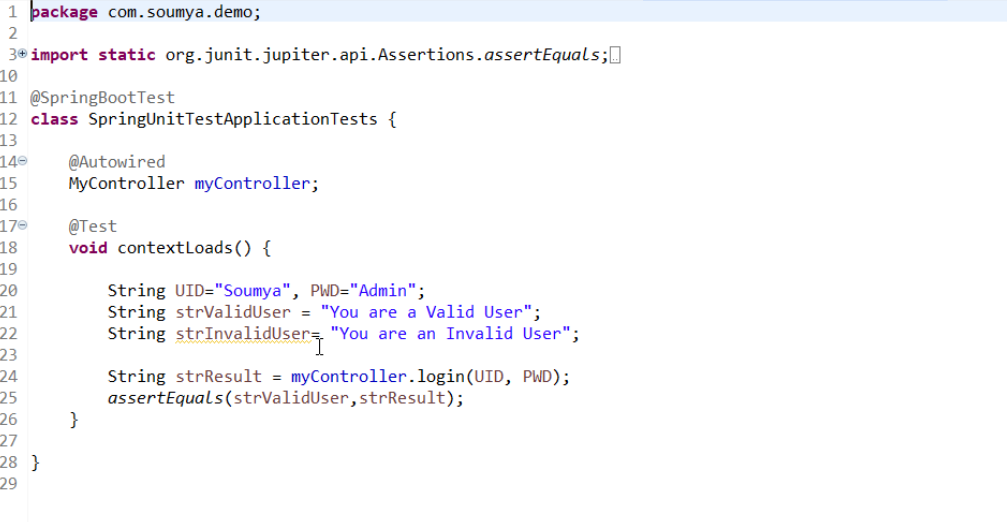 1 package com.soumya.demo;
2
3 import static org.junit.jupiter.api.Assertions.assertEquals;
10
11 @SpringBootTest
12 class SpringUnitTestApplicationTests {
13
14 @Autowired
15 MyController myController;
16
17 @Test
18 void contextLoads() {
19
20 String UID="Soumya", PWD="Admin";
21 String strValidUser = "You are a Valid User";
22 String strInvalidUser= "You are an Invalid User";
23
24 String strResult = myController.login(UID, PWD);
25 assertEquals(strValidUser,strResult);
26 }
27
28 }
29